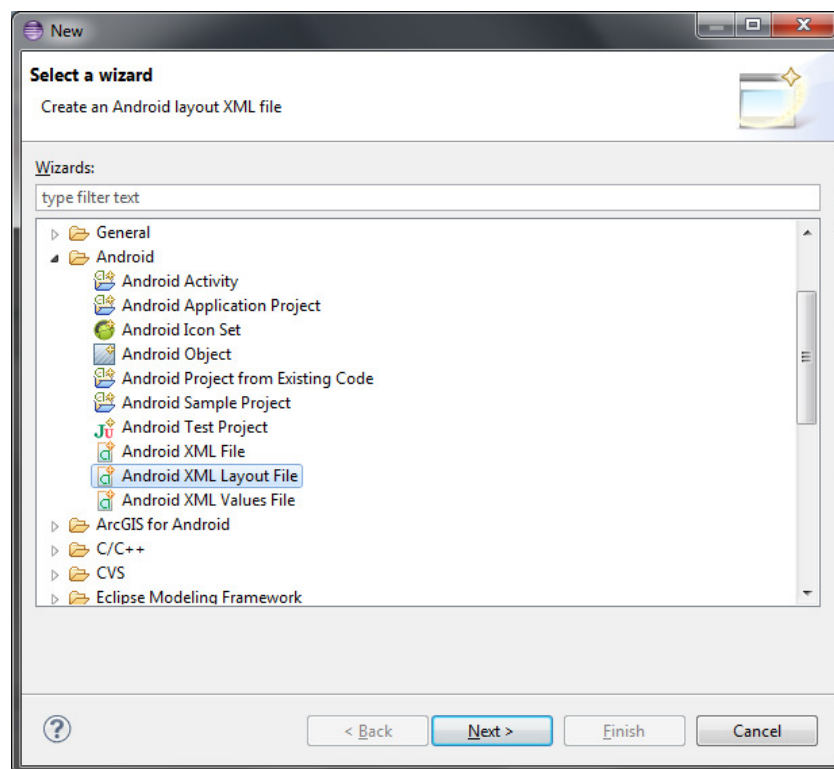 New
Select a wizard
Create an Android layout XML file
Wizards:
type filter text
General
Android
Android Activity
Android Application Project
Android Icon Set
Android Object
Android Project from Existing Code
Android Sample Project
Android Test Project
Android XML File
Android XML Layout File
Android XML Values File
ArcGIS for Android
C/C++
CVS
Eclipse Modeling Framework
< Back Next > Finish Cancel